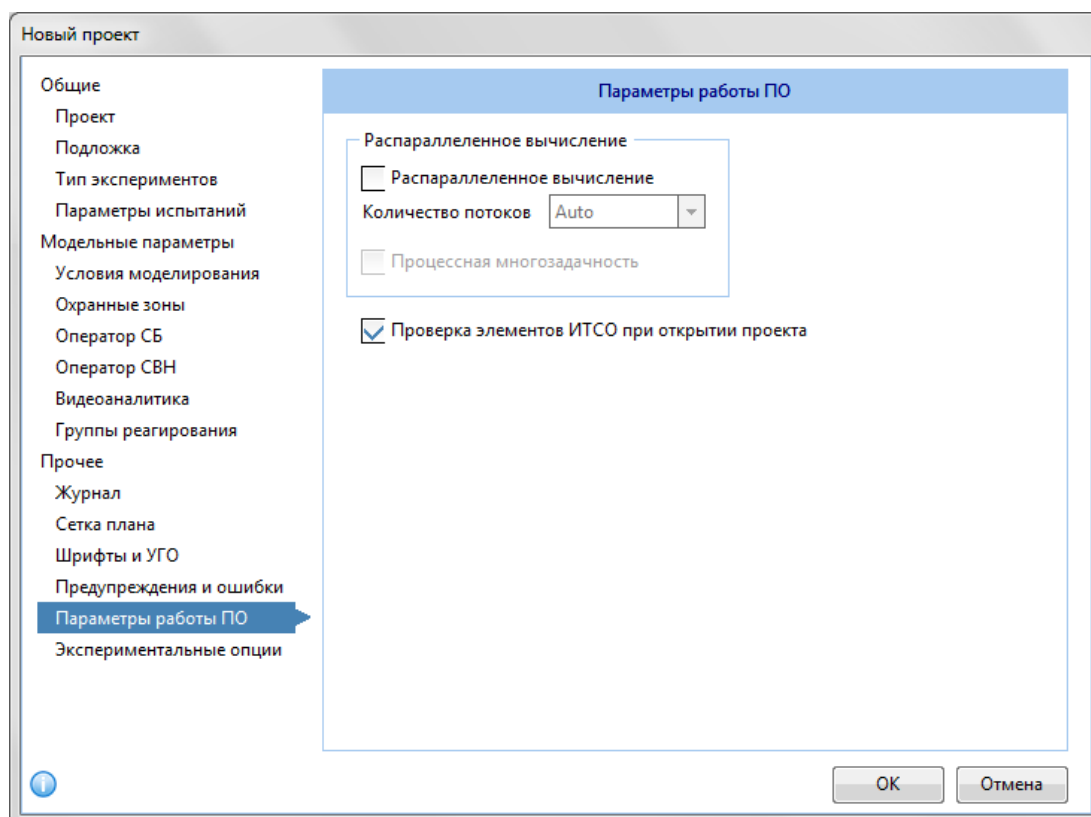 Новый проект
Общие
Проект
Подложка
Тип экспериментов
Параметры испытаний
Модельные параметры
Условия моделирования
Охранные зоны
Оператор СБ
Оператор СВН
Видеоаналитика
Группы реагирования
Прочее
Журнал
Сетка плана
Шрифты и УГО
Предупреждения и ошибки
Параметры работы ПО
Экспериментальные опции
Параметры работы ПО
Распараллеленное вычисление
Распараллеленное вычисление
Количество потоков Auto
Процессная многозадачность
Проверка элементов ИТСО при открытии проекта
ОК Отмена